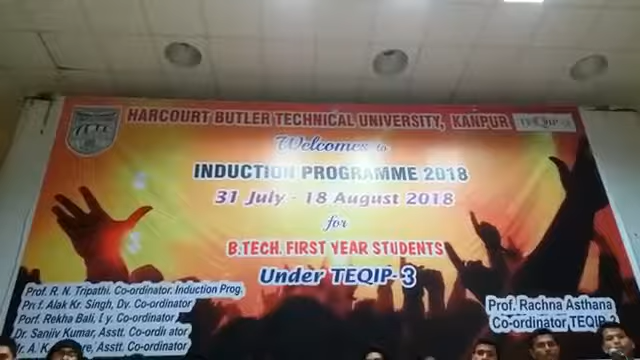 HARCOURT BUTLER TECHNICAL UNIVERSITY, KANPUR
TEQIP-3
Welcomes to
INDUCTION PROGRAMME 2018
31 July - 18 August 2018
for
B.TECH. FIRST YEAR STUDENTS
Under TEQIP-3
Prof. R. N. Tripathi. Co-ordinator, Induction Prog.
Prof. Alak Kr. Singh, Dy. Co-ordinator
Porf. Rekha Bali, Dy. Co-ordinator
Dr. Sanjiv Kumar, Asstt. Co-ordinator
Dr. A. K. Asstt. Co-ordinator
Prof. Rachna Asthana
Co-ordinator, TEQIP-3